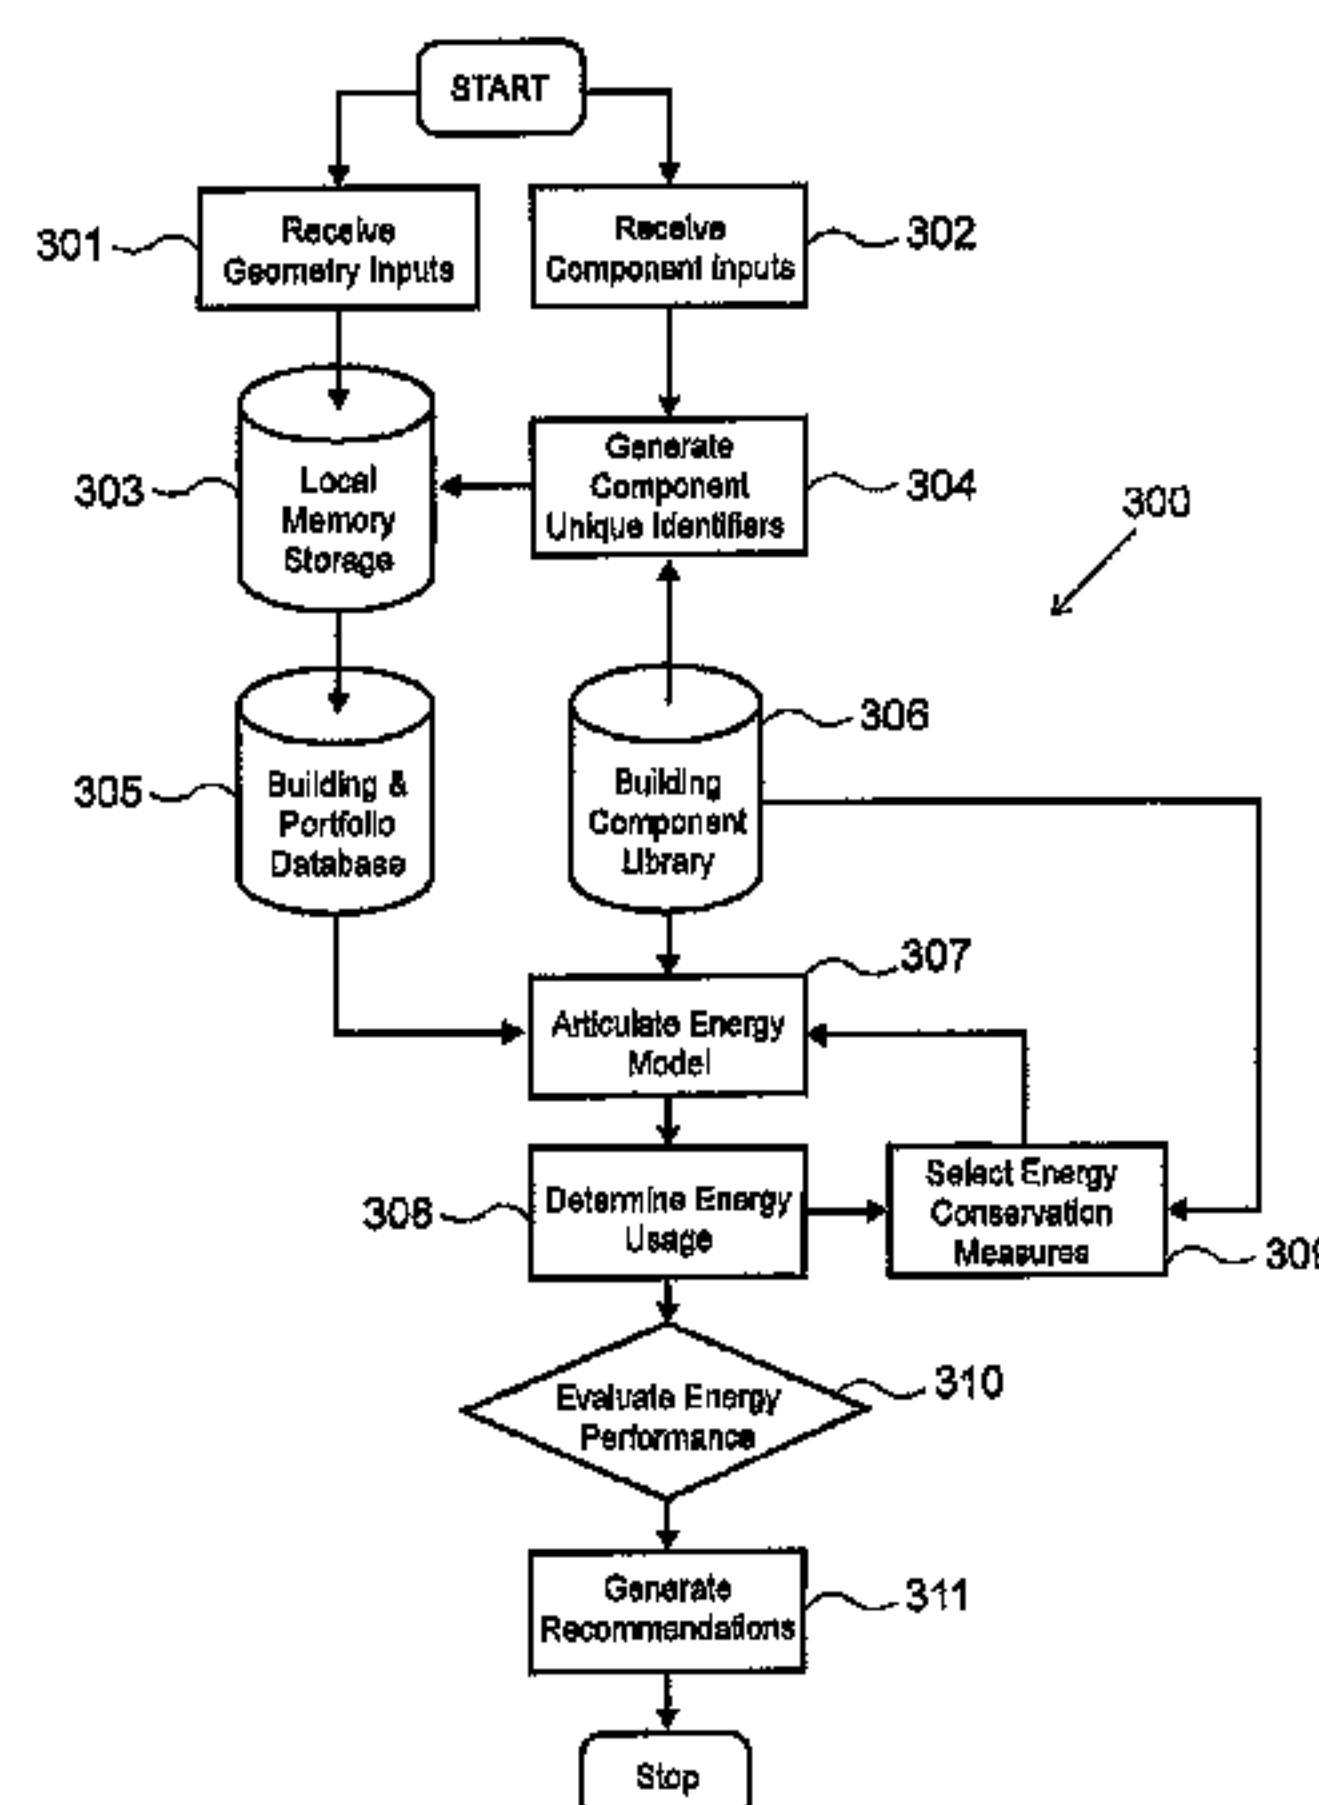 START
301
Receive
Geometry Inputs
Receive
Component Inputs
302
303
Local
Memory
Storage
Generate
Component
Unique Identifiers
304
300
305
Building &
Portfolio
Database
Building
Component
Library
306
307
Articulate Energy
Model
308
Determine Energy
Usage
Select Energy
Conservation
Measures
309
Evaluate Energy
Performance
310
Generate
Recommendations
311
Stop